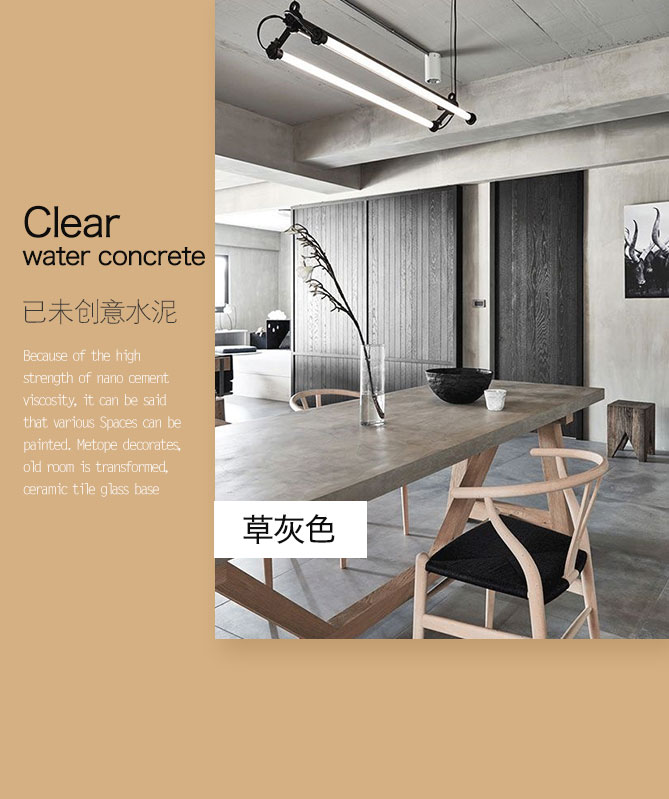 Clear
water concrete
已未创意水泥
Because of the high
strength of nano cement
viscosity, it can be said
that various Spaces can be
painted. Metope decorates,
old room is transformed,
ceramic tile glass base
草灰色